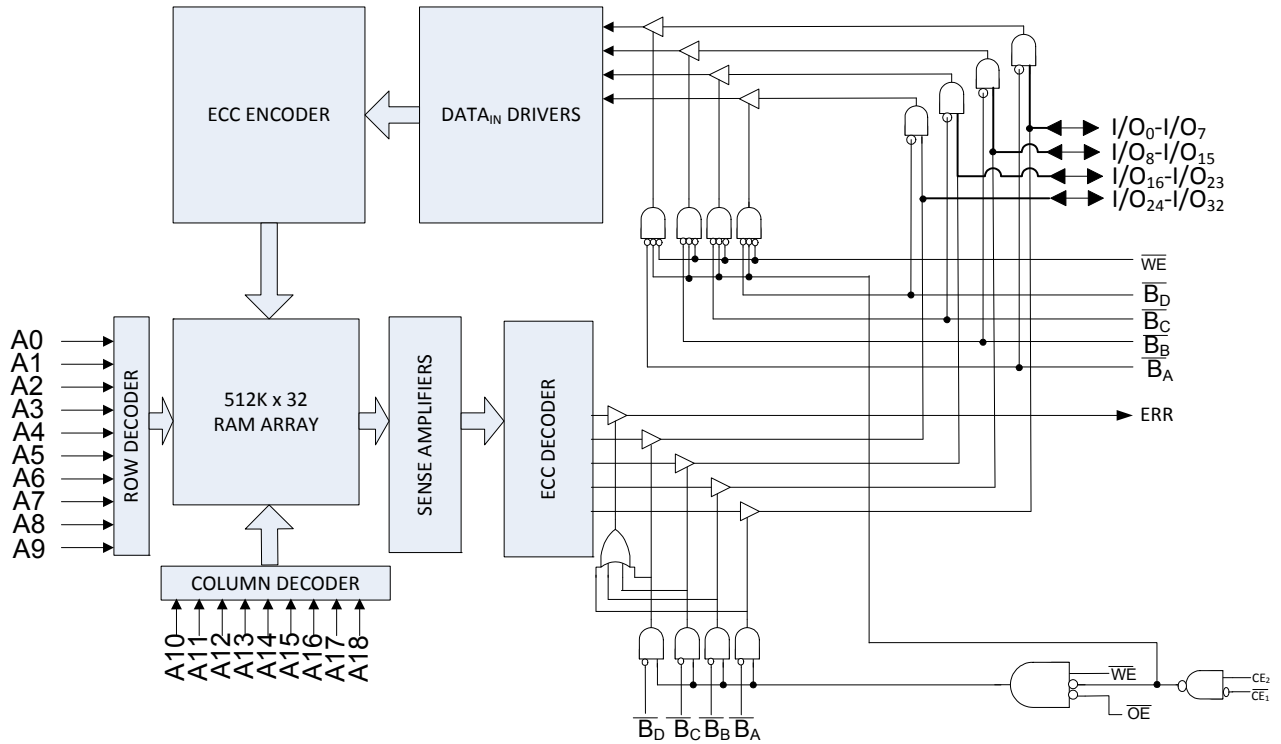 ECC ENCODER
DATAIN DRIVERS
I/O0-I/O7
I/O8-I/O15
I/O16-I/O23
I/O24-I/O32
WE
BD
BC
BB
BA
A0
A1
A2
A3
A4
A5
A6
A7
A8
A9
ROW DECODER
512K x 32
RAM ARRAY
SENSE AMPLIFIERS
ECC DECODER
ERR
COLUMN DECODER
A10
A11
A12
A13
A14
A15
A16
A17
A18
BD
BC
BB
BA
WE
OE
CE2
CE1